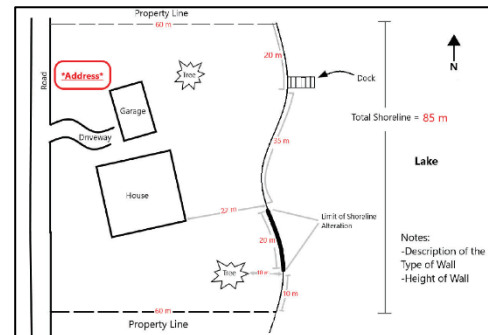 Property Line
60 m
20 m
Road
*Address*
Tree
Dock
N
Garage
Total Shoreline = 85 m
Driveway
35 m
Lake
House
22 m
Limit of Shoreline
Alteration
20 m
Notes:
-Description of the
Type of Wall
-Height of Wall
Tree
10 m
10 m
60 m
Property Line